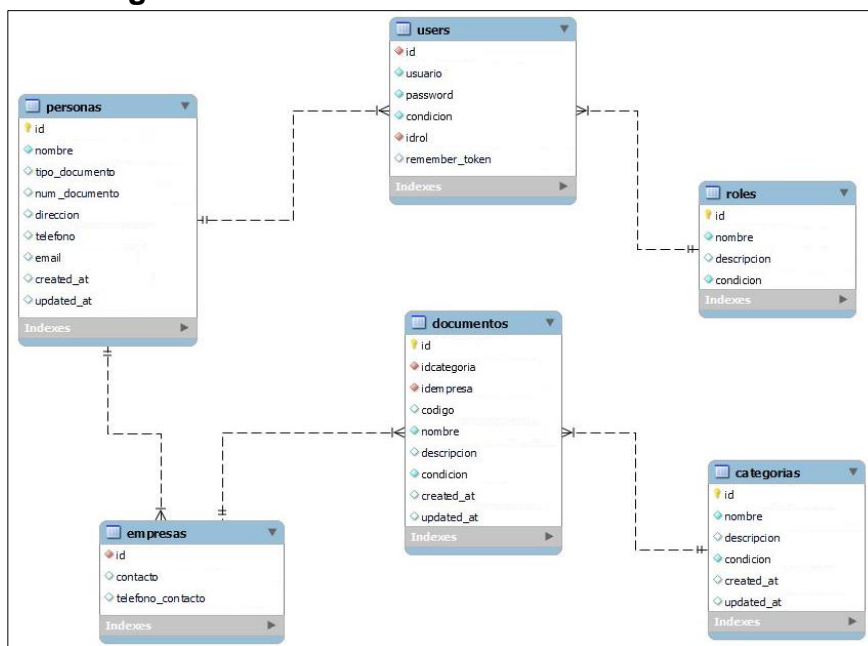 users
id
usuario
password
condicion
idrol
remember_token
Indexes
personas
id
nombre
tipo_documento
num_documento
direccion
telefono
email
created_at
updated_at
Indexes
roles
id
nombre
descripcion
condicion
Indexes
documentos
id
idcategoria
idempresa
codigo
nombre
descripcion
condicion
created_at
updated_at
Indexes
categorias
id
nombre
descripcion
condicion
created_at
updated_at
Indexes
empresas
id
contacto
telefono_contacto
Indexes